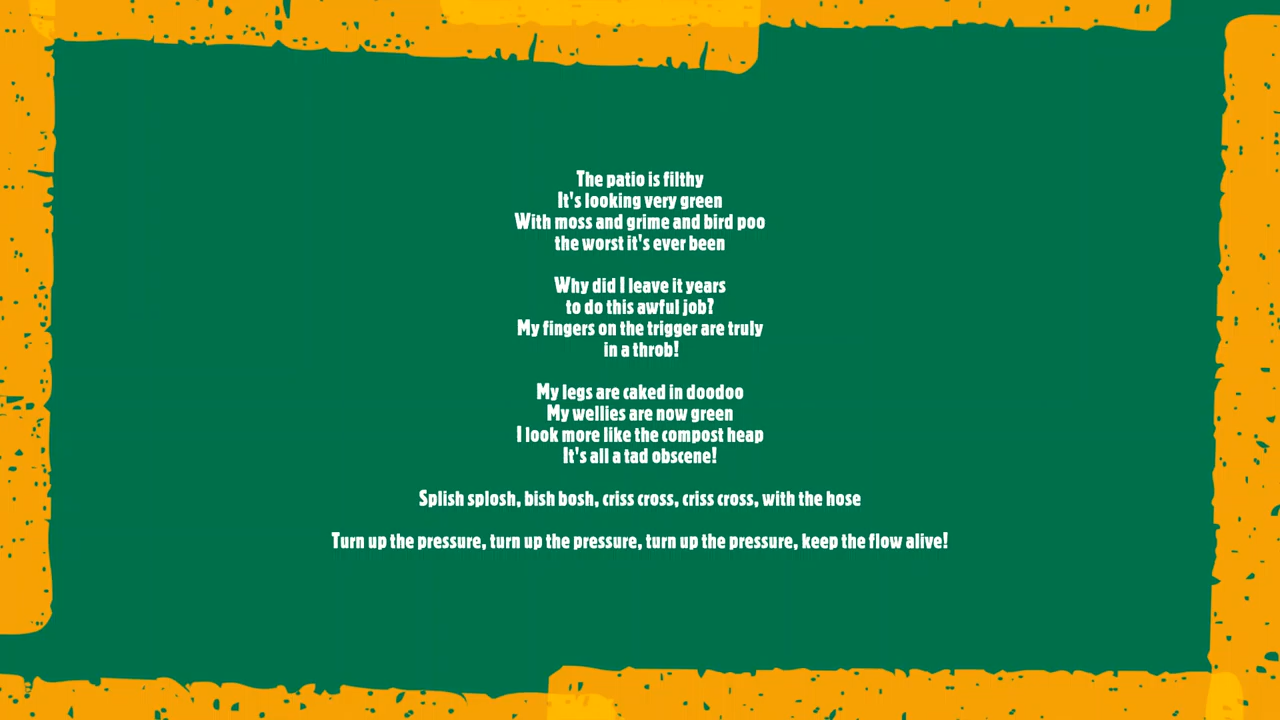 The patio is filthy
It's looking very green
With moss and grime and bird poo
the worst it's ever been
Why did I leave it years
to do this awful job?
My fingers on the trigger are truly
in a throb!
My legs are caked in doodoo
My wellies are now green
I look more like the compost heap
It's all a tad obscene!
Splish splosh, bish bosh, criss cross, criss cross, with the hose
Turn up the pressure, turn up the pressure, turn up the pressure, keep the flow alive!